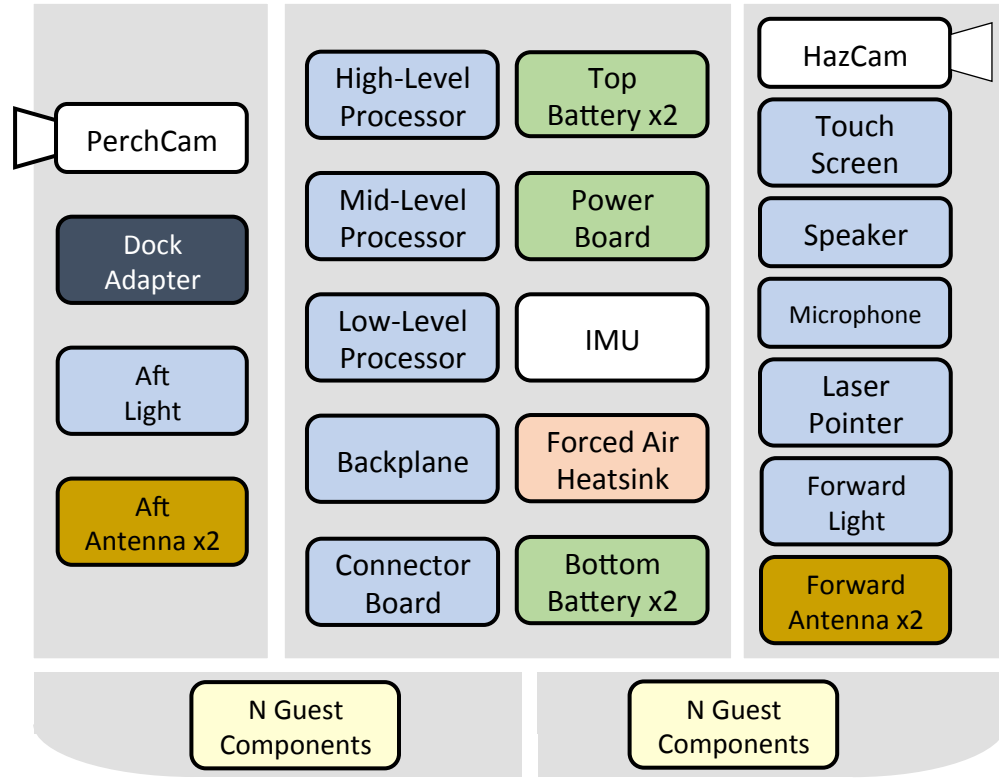 PerchCam
Dock
Adapter
Aft
Light
Aft
Antenna x2
High-Level
Processor
Top
Battery x2
Mid-Level
Processor
Power
Board
Low-Level
Processor
IMU
Backplane
Forced Air
Heatsink
Connector
Board
Bottom
Battery x2
HazCam
Touch
Screen
Speaker
Microphone
Laser
Pointer
Forward
Light
Forward
Antenna x2
N Guest
Components
N Guest
Components